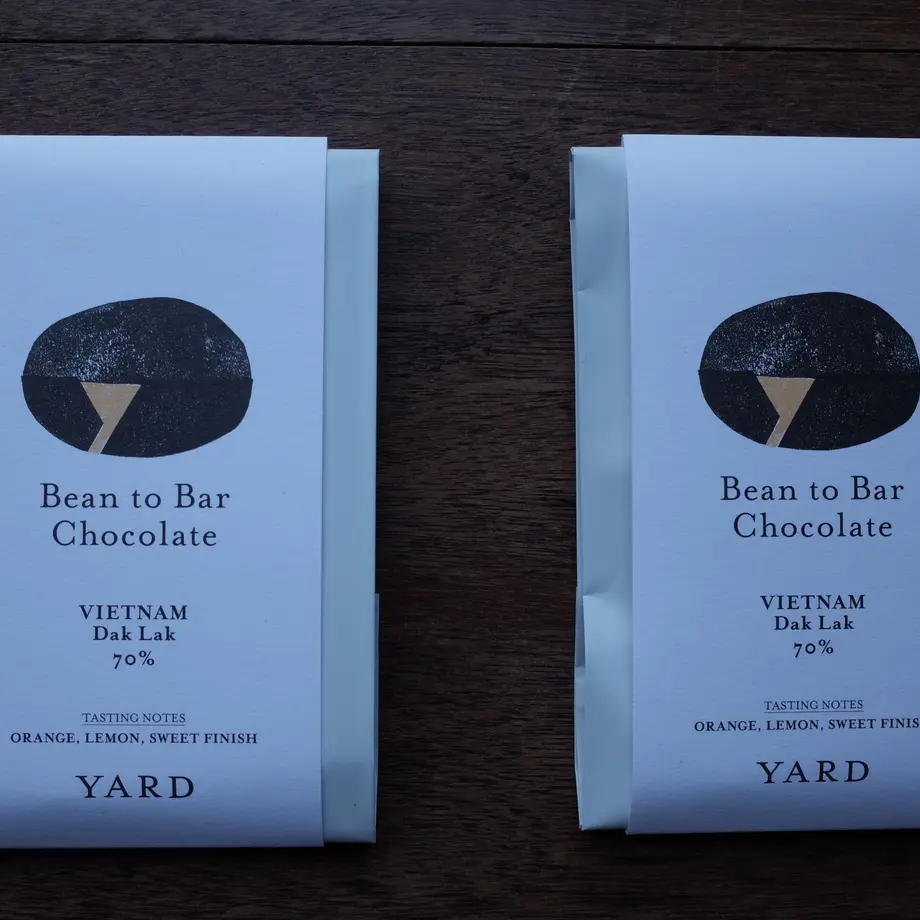 Bean to Bar
Chocolate
VIETNAM
Dak Lak
70%
TASTING NOTES
ORANGE, LEMON, SWEET FINISH
YARD
Bean to Bar
Chocolate
VIETNAM
Dak Lak
70%
TASTING NOTES
ORANGE, LEMON, SWEET FINIS
YARD